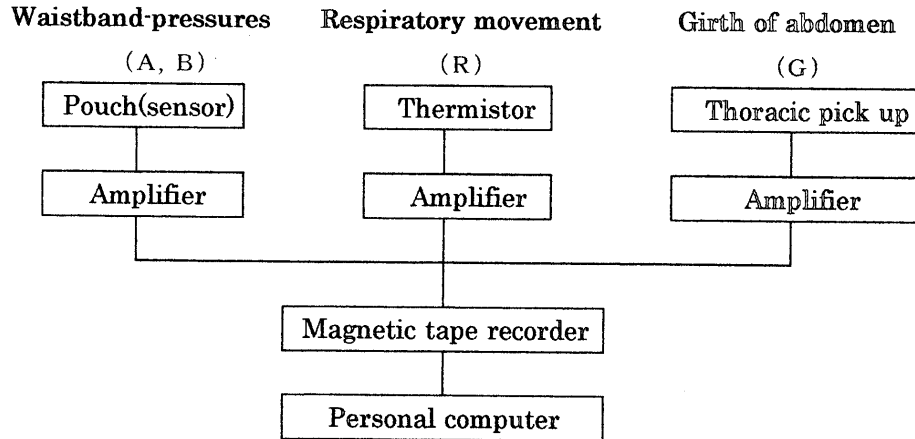 Waistband-pressures Respiratory movement Girth of abdomen
(A, B) (R) (G)
Pouch(sensor) Thermistor Thoracic pick up
Amplifier Amplifier Amplifier
Magnetic tape recorder
Personal computer